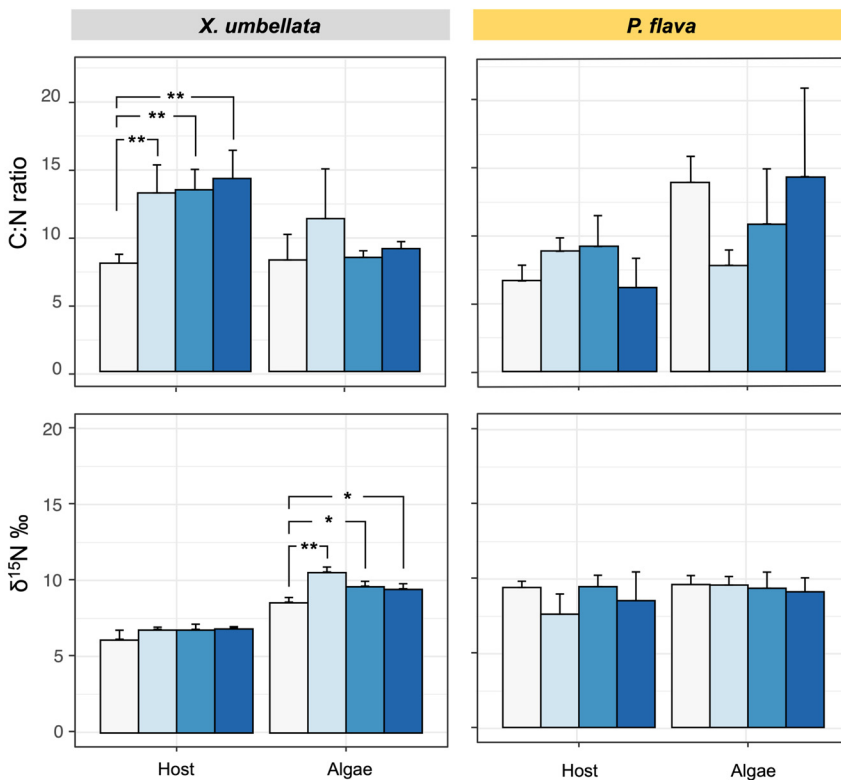 X. umbellata
P. flava
C:N ratio
20
15
10
5
0
**
**
**
δ¹⁵N ‰
20
15
10
5
0
*
*
**
Host
Algae
Host
Algae